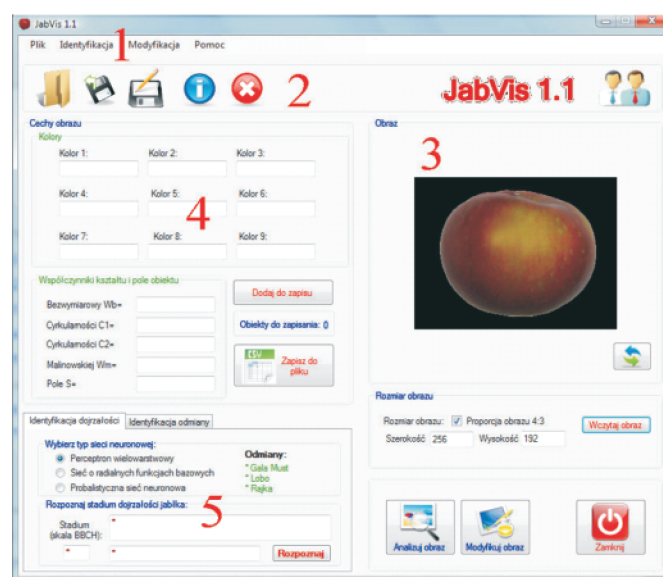 JabVis 1.1
Plik Identyfikacja Modyfikacja Pomoc
1
2
JabVis 1.1
Cechy obrazu
Kolory
Kolor 1: Kolor 2: Kolor 3:
Kolor 4: Kolor 5: Kolor 6:
4
Kolor 7: Kolor 8: Kolor 9:
Współczynniki kształtu i pole obiektu
Bezwymiarowy Wb=
Cyrkularności C1=
Cyrkularności C2=
Malinowskiej Wm=
Pole S=
Dodaj do zapisu
Obiekty do zapisania: 0
CSV
Zapisz do
pliku
Obraz
3
Rozmiar obrazu
Rozmiar obrazu: Proporcja obrazu 4:3
Szerokość 256 Wysokość 192
Wczytaj obraz
Identyfikacja dojrzałości Identyfikacja odmiany
Wybierz typ sieci neuronowej:
Perceptron wielowarstwowy
Sieć o radialnych funkcjach bazowych
Probalistyczna sieć neuronowa
Odmiany:
* Gala Must
* Lobo
* Rajka
Rozpoznaj stadium dojrzałości jabłka:
5
Stadium
(skala BBCH):
*
* *
Rozpoznaj
Analizuj obraz Modyfikuj obraz Zamknij